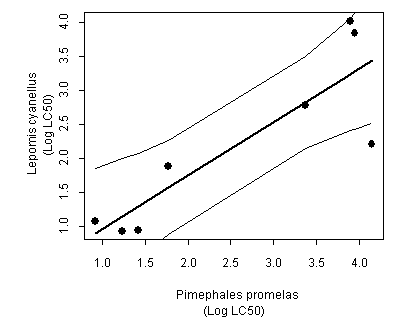 Lepomis cyanellus
(Log LC50)
4.0
3.5
3.0
2.5
2.0
1.5
1.0
1.0 1.5 2.0 2.5 3.0 3.5 4.0
Pimephales promelas
(Log LC50)